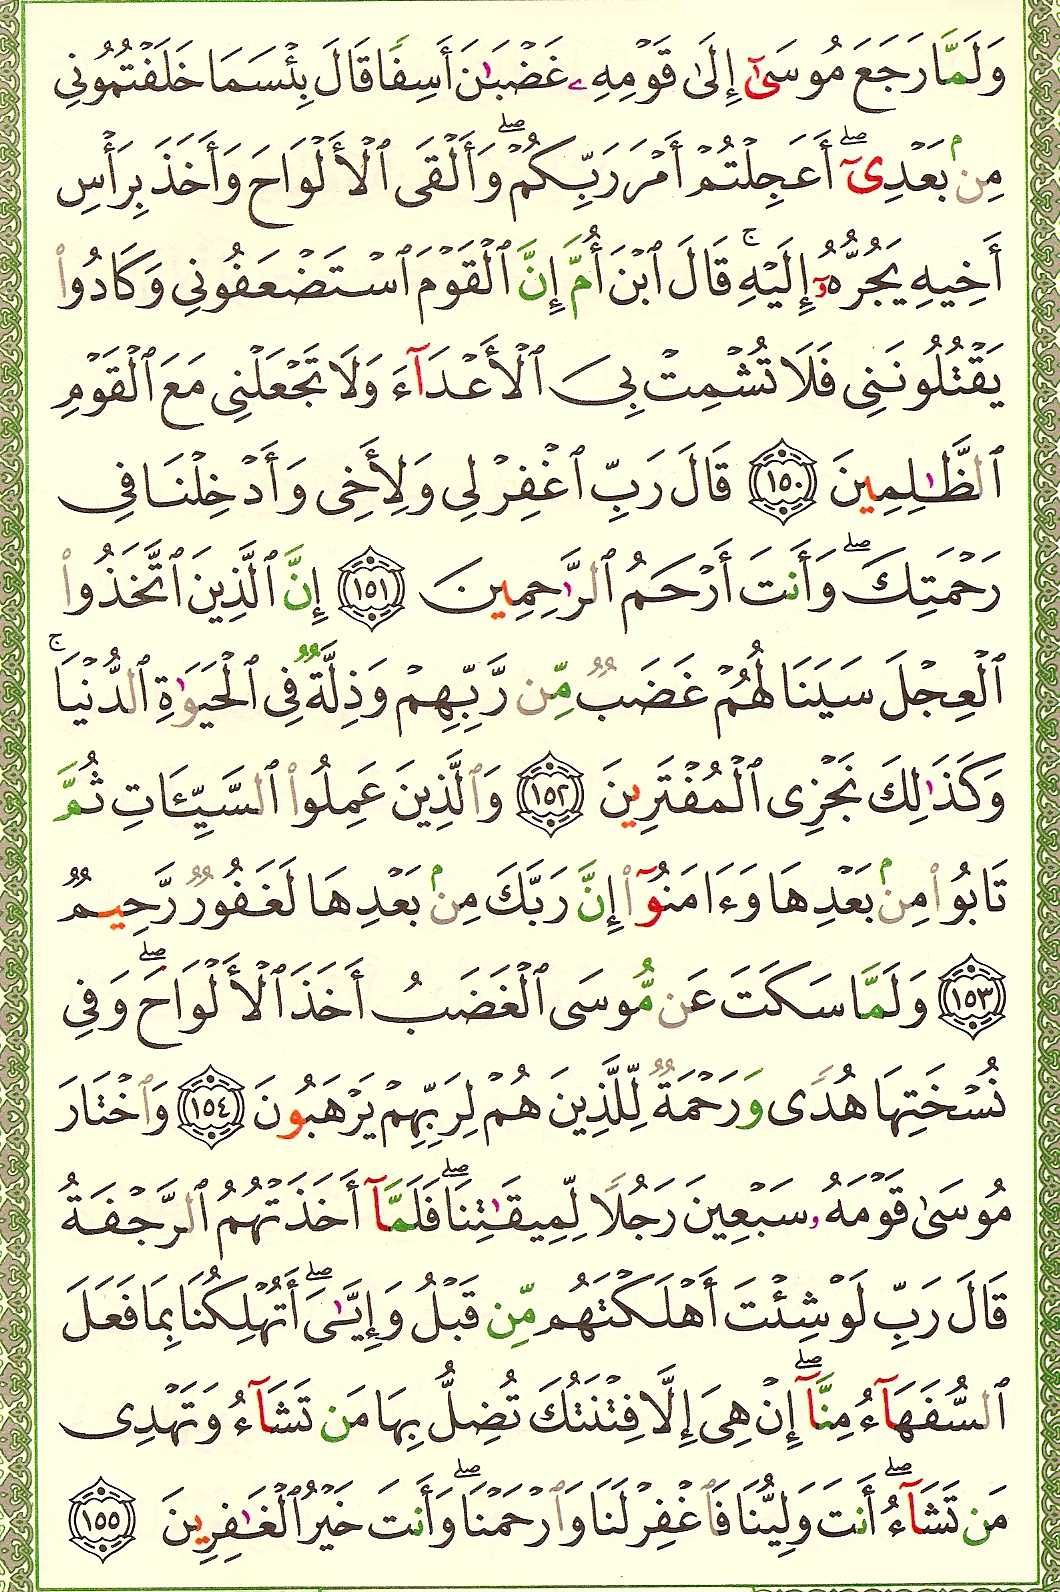 وَلَمَّا رَجَعَ مُوسَىٰٓ إِلَىٰ قَوْمِهِۦ غَضْبَٰنَ أَسِفًا قَالَ بِئْسَمَا خَلَفْتُمُونِى
مِنۢ بَعْدِىٓ ۖ أَعَجِلْتُمْ أَمْرَ رَبِّكُمْ ۖ وَأَلْقَى ٱلْأَلْوَاحَ وَأَخَذَ بِرَأْسِ
أَخِيهِ يَجُرُّهُۥٓ إِلَيْهِ ۚ قَالَ ٱبْنَ أُمَّ إِنَّ ٱلْقَوْمَ ٱسْتَضْعَفُونِى وَكَادُوا۟
يَقْتُلُونَنِى فَلَا تُشْمِتْ بِىَ ٱلْأَعْدَآءَ وَلَا تَجْعَلْنِى مَعَ ٱلْقَوْمِ
ٱلظَّٰلِمِينَ ١٥٠ قَالَ رَبِّ ٱغْفِرْ لِى وَلِأَخِى وَأَدْخِلْنَا فِى
رَحْمَتِكَ ۖ وَأَنتَ أَرْحَمُ ٱلرَّٰحِمِينَ ١٥١ إِنَّ ٱلَّذِينَ ٱتَّخَذُوا۟
ٱلْعِجْلَ سَيَنَالُهُمْ غَضَبٌ مِّن رَّبِّهِمْ وَذِلَّةٌ فِى ٱلْحَيَوٰةِ ٱلدُّنْيَا ۚ
وَكَذَٰلِكَ نَجْزِى ٱلْمُفْتَرِينَ ١٥٢ وَٱلَّذِينَ عَمِلُوا۟ ٱلسَّيِّـَٔاتِ ثُمَّ
تَابُوا۟ مِنۢ بَعْدِهَا وَءَامَنُوٓا۟ إِنَّ رَبَّكَ مِنۢ بَعْدِهَا لَغَفُورٌ رَّحِيمٌ
١٥٣ وَلَمَّا سَكَتَ عَن مُّوسَى ٱلْغَضَبُ أَخَذَ ٱلْأَلْوَاحَ ۖ وَفِى
نُسْخَتِهَا هُدًى وَرَحْمَةٌ لِّلَّذِينَ هُمْ لِرَبِّهِمْ يَرْهَبُونَ ١٥٤ وَٱخْتَارَ
مُوسَىٰ قَوْمَهُۥ سَبْعِينَ رَجُلًا لِّمِيقَٰتِنَا ۖ فَلَمَّآ أَخَذَتْهُمُ ٱلرَّجْفَةُ
قَالَ رَبِّ لَوْ شِئْتَ أَهْلَكْتَهُم مِّن قَبْلُ وَإِيَّٰىَ ۖ أَتُهْلِكُنَا بِمَا فَعَلَ
ٱلسُّفَهَآءُ مِنَّآ ۖ إِنْ هِىَ إِلَّا فِتْنَتُكَ تُضِلُّ بِهَا مَن تَشَآءُ وَتَهْدِى
مَن تَشَآءُ ۖ أَنتَ وَلِيُّنَا فَٱغْفِرْ لَنَا وَٱرْحَمْنَا ۖ وَأَنتَ خَيْرُ ٱلْغَٰفِرِينَ ١٥٥